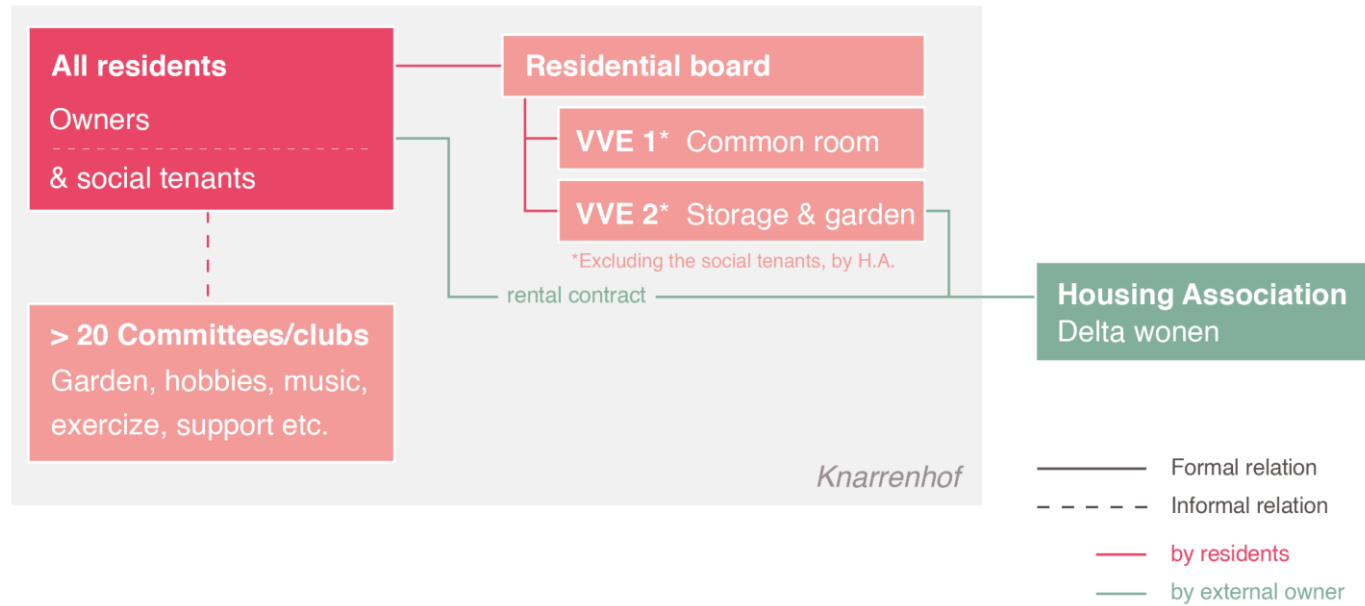 All residents
Owners
& social tenants
Residential board
VVE 1* Common room
VVE 2* Storage & garden
*Excluding the social tenants, by H.A.
rental contract
> 20 Committees/clubs
Garden, hobbies, music,
exercize, support etc.
Housing Association
Delta wonen
Knarrenhof
Formal relation
Informal relation
by residents
by external owner